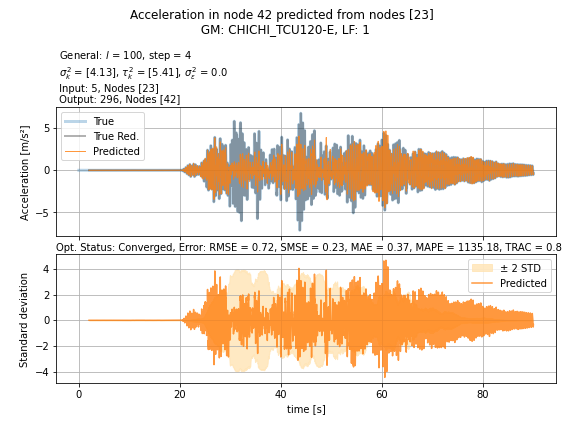 Acceleration in node 42 predicted from nodes [23]
GM: CHICHI_TCU120-E, LF: 1
General: l = 100, step = 4
σ²ₖ = [4.13], τ²ₖ = [5.41], σ²ε = 0.0
Input: 5, Nodes [23]
Output: 296, Nodes [42]
True
True Red.
Predicted
Acceleration [m/s²]
5
0
−5
Opt. Status: Converged, Error: RMSE = 0.72, SMSE = 0.23, MAE = 0.37, MAPE = 1135.18, TRAC = 0.8
± 2 STD
Predicted
Standard deviation
4
2
0
−2
−4
0 20 40 60 80
time [s]